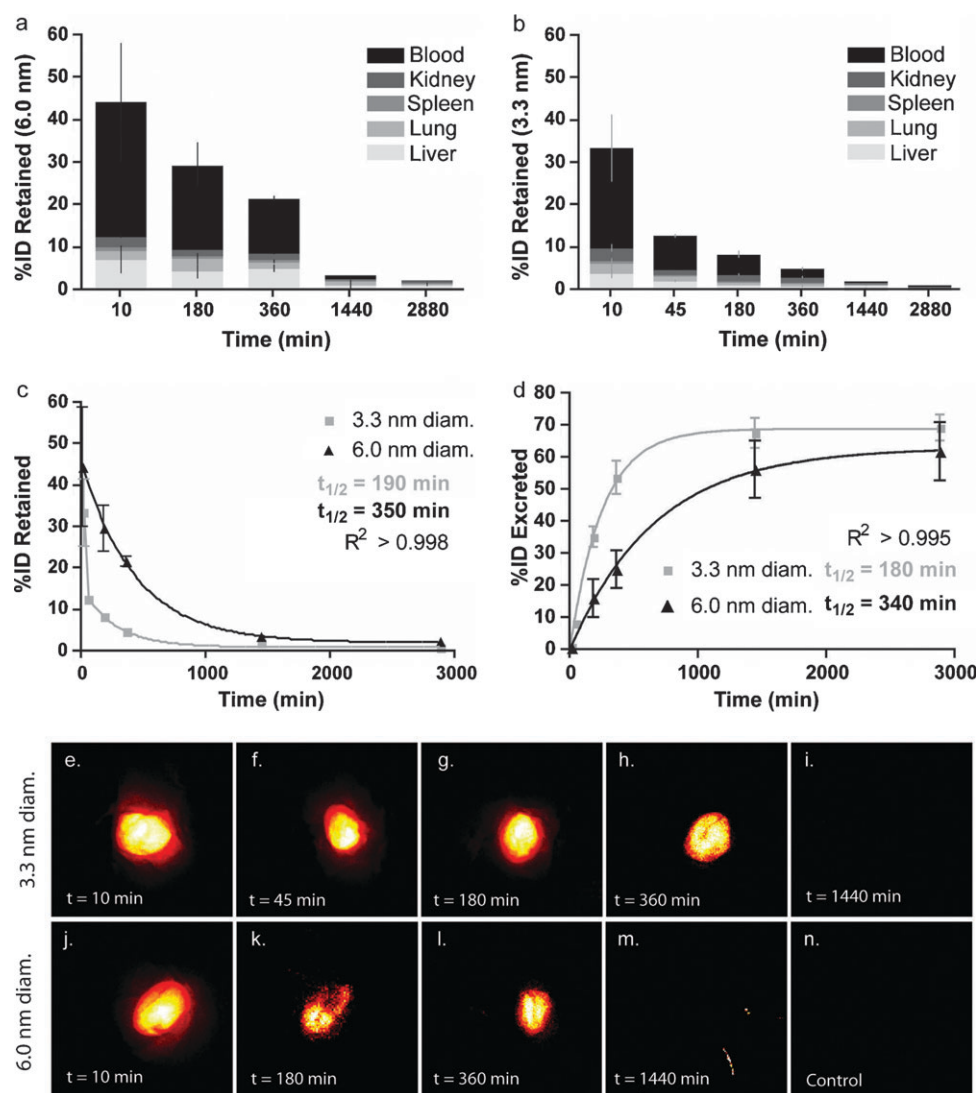 a
%ID Retained (6.0 nm)
60
50
40
30
20
10
0
Blood
Kidney
Spleen
Lung
Liver
10 180 360 1440 2880
Time (min)
b
%ID Retained (3.3 nm)
60
50
40
30
20
10
0
Blood
Kidney
Spleen
Lung
Liver
10 45 180 360 1440 2880
Time (min)
c
%ID Retained
60
50
40
30
20
10
0
3.3 nm diam.
6.0 nm diam.
t1/2 = 190 min
t1/2 = 350 min
R² > 0.998
0 1000 2000 3000
Time (min)
d
%ID Excreted
80
70
60
50
40
30
20
10
0
R² > 0.995
3.3 nm diam. t1/2 = 180 min
6.0 nm diam. t1/2 = 340 min
0 1000 2000 3000
Time (min)
3.3 nm diam.
e.
t = 10 min
f.
t = 45 min
g.
t = 180 min
h.
t = 360 min
i.
t = 1440 min
6.0 nm diam.
j.
t = 10 min
k.
t = 180 min
l.
t = 360 min
m.
t = 1440 min
n.
Control